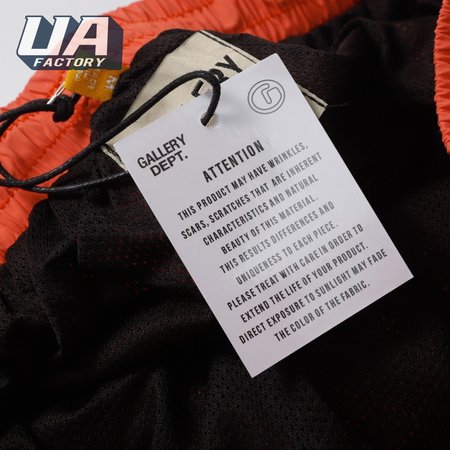 UA
FACTORY
GALLERY
DEPT.
ATTENTION
THIS PRODUCT MAY HAVE WRINKLES,
SCARS, SCRATCHES THAT ARE INHERENT
CHARACTERISTICS AND NATURAL
BEAUTY OF THIS MATERIAL.
THIS RESULTS DIFFERENCES AND
UNIQUENESS TO EACH PIECE.
PLEASE TREAT WITH CARE IN ORDER TO
EXTEND THE LIFE OF YOUR PRODUCT.
DIRECT EXPOSURE TO SUNLIGHT MAY FADE
THE COLOR OF THE FABRIC.